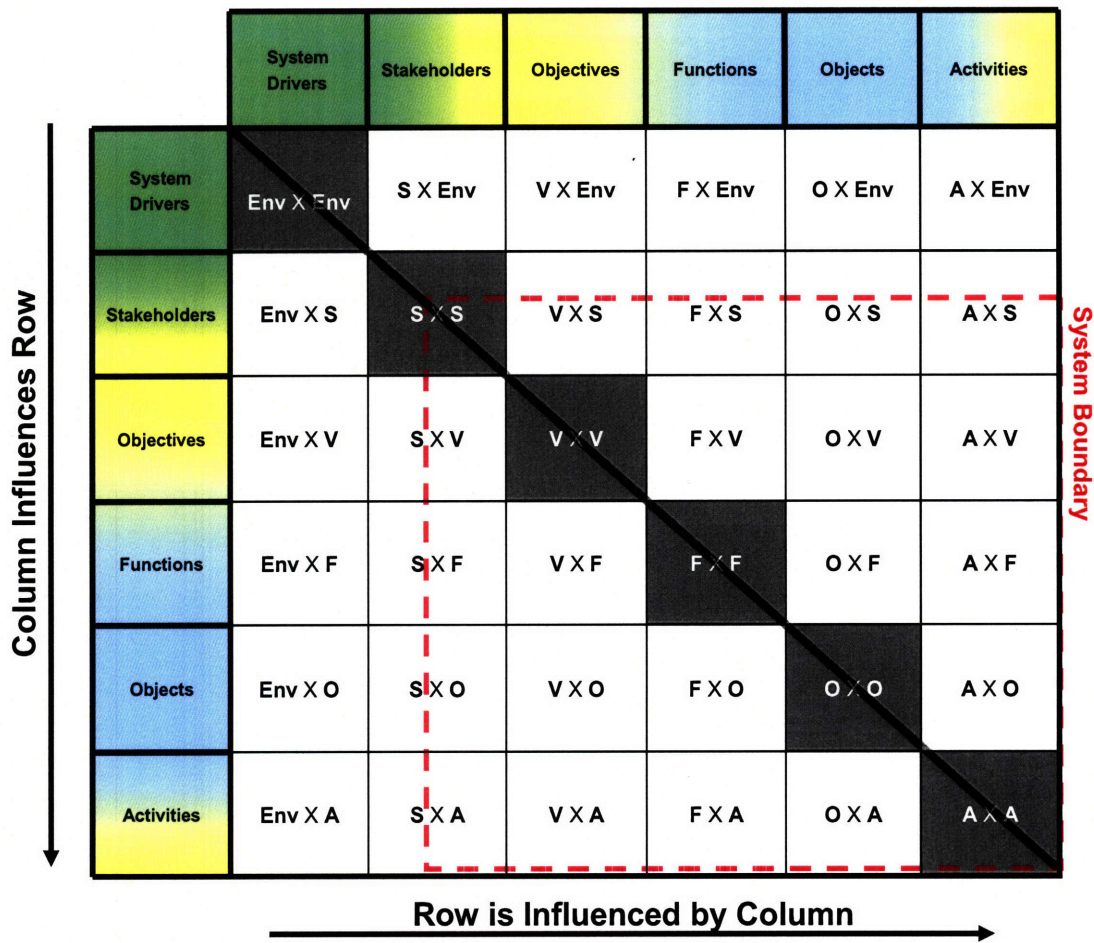 System Drivers Stakeholders Objectives Functions Objects Activities
System Drivers Env X Env S X Env V X Env F X Env O X Env A X Env
Stakeholders Env X S S X S V X S F X S O X S A X S
Objectives Env X V S X V V X V F X V O X V A X V
Functions Env X F S X F V X F F X F O X F A X F
Objects Env X O S X O V X O F X O O X O A X O
Activities Env X A S X A V X A F X A O X A A X A
Column Influences Row
System Boundary
Row is Influenced by Column